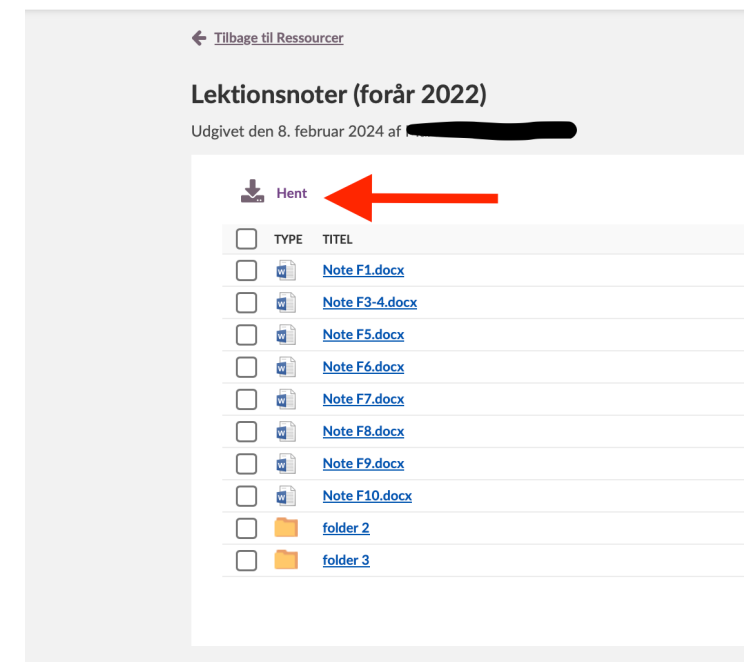 Tilbage til Ressourcer
Lektionsnoter (forår 2022)
Udgivet den 8. februar 2024 af
Hent
TYPE TITEL
Note F1.docx
Note F3-4.docx
Note F5.docx
Note F6.docx
Note F7.docx
Note F8.docx
Note F9.docx
Note F10.docx
folder 2
folder 3